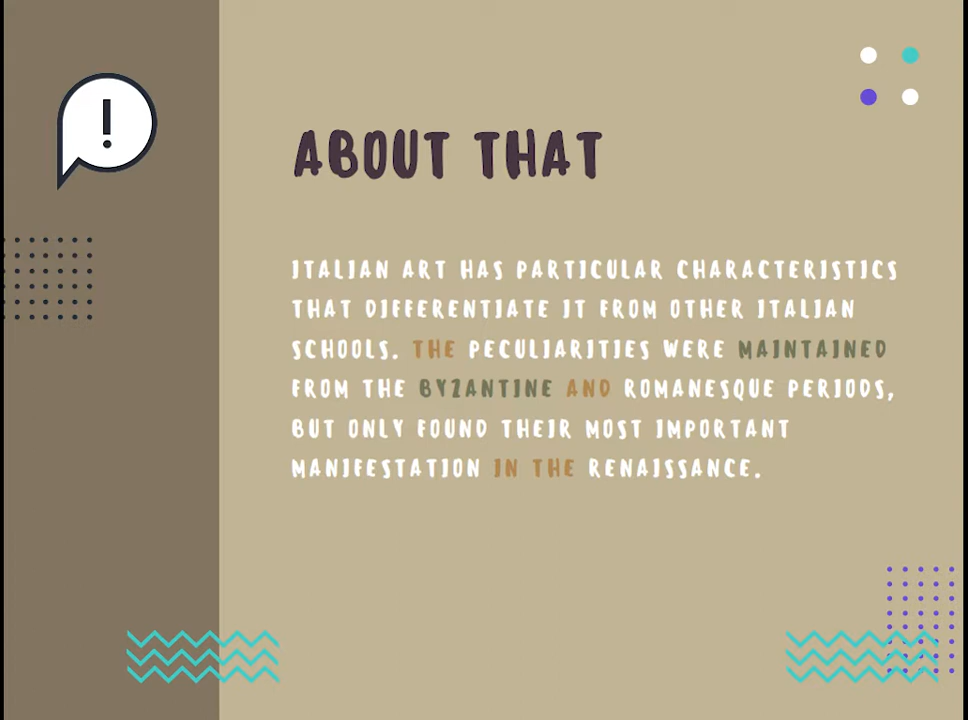 !
ABOUT THAT
ITALIAN ART HAS PARTICULAR CHARACTERISTICS
THAT DIFFERENTIATE IT FROM OTHER ITALIAN
SCHOOLS. THE PECULIARITIES WERE MAINTAINED
FROM THE BYZANTINE AND ROMANESQUE PERIODS,
BUT ONLY FOUND THEIR MOST IMPORTANT
MANIFESTATION IN THE RENAISSANCE.